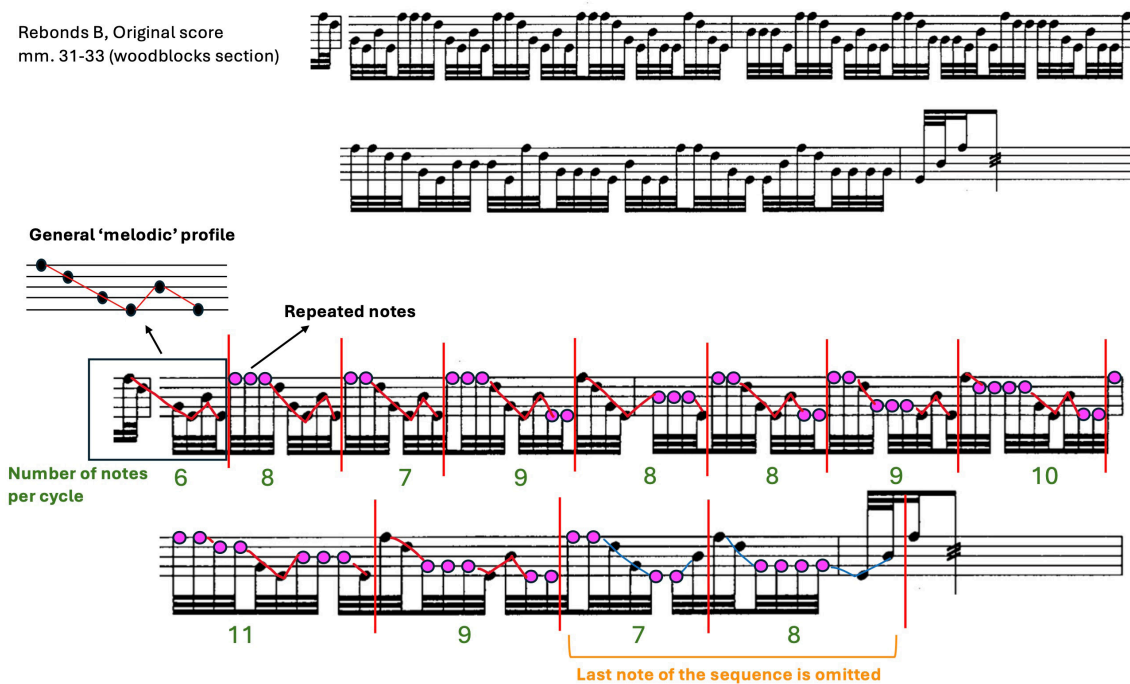 Rebonds B, Original score
mm. 31-33 (woodblocks section)
General ‘melodic’ profile
Repeated notes
Number of notes
per cycle
6 8 7 9 8 8 9 10
11 9 7 8
Last note of the sequence is omitted